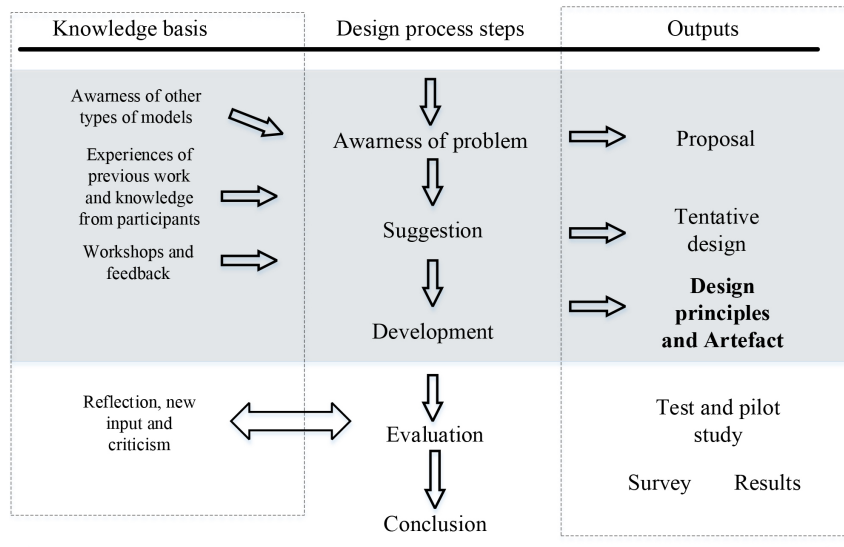 Knowledge basis
Design process steps
Outputs
Awarness of other
types of models
Awarness of problem
Proposal
Experiences of
previous work
and knowledge
from participants
Suggestion
Tentative
design
Workshops and
feedback
Development
Design
principles
and Artefact
Reflection, new
input and
criticism
Evaluation
Test and pilot
study
Survey
Results
Conclusion